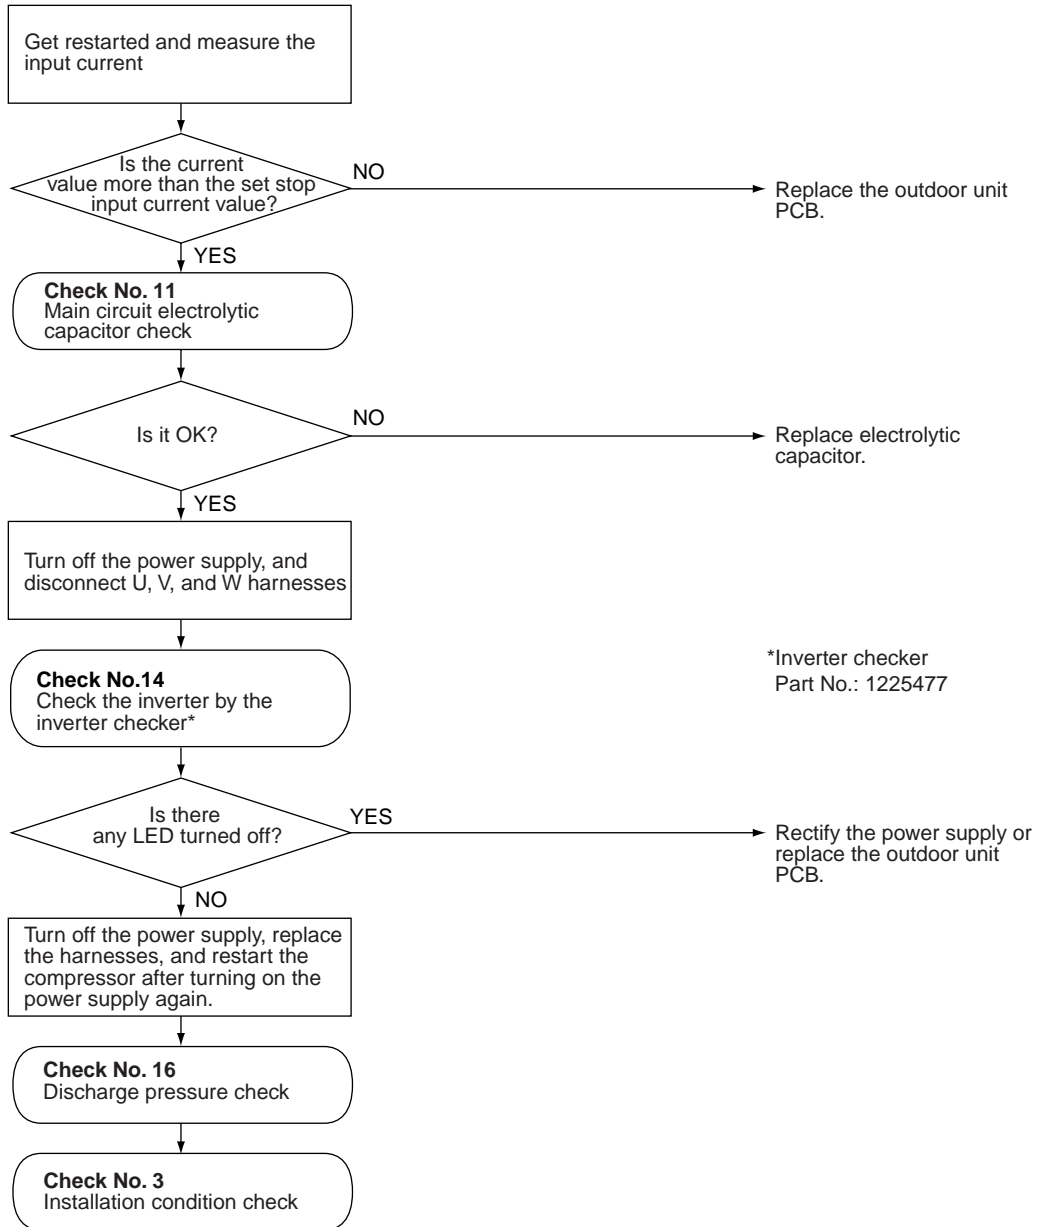 Get restarted and measure the
input current
Is the current
value more than the set stop
input current value?
NO
Replace the outdoor unit
PCB.
YES
Check No. 11
Main circuit electrolytic
capacitor check
Is it OK?
NO
Replace electrolytic
capacitor.
YES
Turn off the power supply, and
disconnect U, V, and W harnesses
*Inverter checker
Part No.: 1225477
Check No.14
Check the inverter by the
inverter checker*
Is there
any LED turned off?
YES
Rectify the power supply or
replace the outdoor unit
PCB.
NO
Turn off the power supply, replace
the harnesses, and restart the
compressor after turning on the
power supply again.
Check No. 16
Discharge pressure check
Check No. 3
Installation condition check